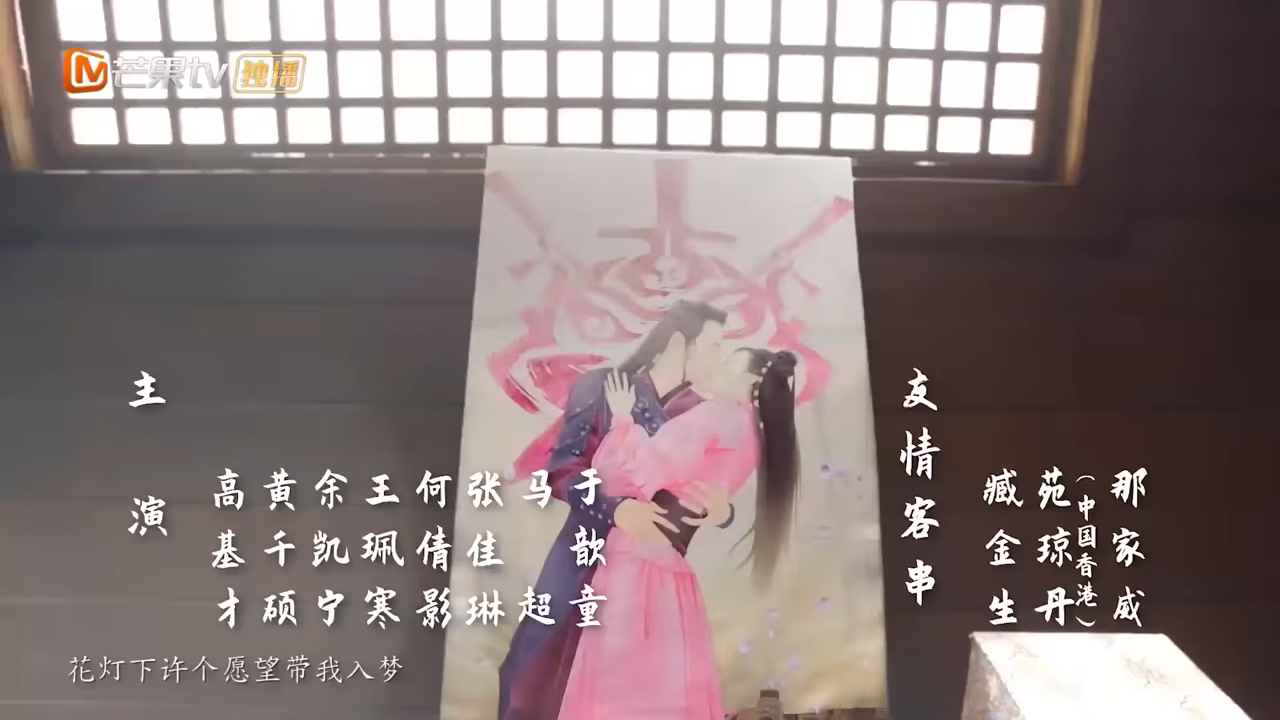 芒果tv 独播
主演
高基才
黄千硕
余凯宁
王珮寒
何倩影
张佳琳
马超
于歆童
友情客串
臧金生
苑琼丹
(中国香港)
那家威
花灯下许个愿望带我入梦